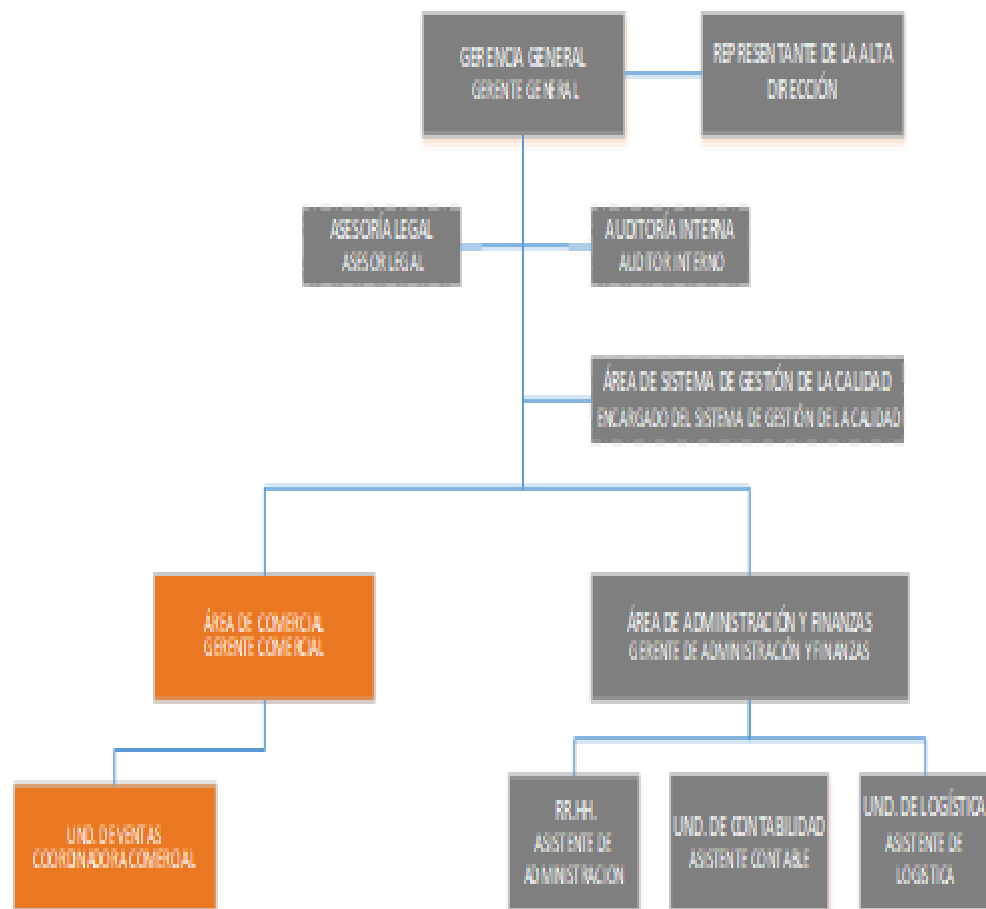 GERENCIA GENERAL
GERENTE GENERAL
REPRESENTANTE DE LA ALTA
DIRECCIÓN
ASESORÍA LEGAL
ASESOR LEGAL
AUDITORÍA INTERNA
AUDITOR INTERNO
ÁREA DE SISTEMA DE GESTIÓN DE LA CALIDAD
ENCARGADO DEL SISTEMA DE GESTIÓN DE LA CALIDAD
ÁREA DE COMERCIAL
GERENTE COMERCIAL
ÁREA DE ADMINISTRACIÓN Y FINANZAS
GERENTE DE ADMINISTRACIÓN Y FINANZAS
UND. DE VENTAS
COORDINADORA COMERCIAL
RR.HH.
ASISTENTE DE
ADMINISTRACION
UND. DE CONTABILIDAD
ASISTENTE CONTABLE
UND. DE LOGÍSTICA
ASISTENTE DE
LOGISTICA